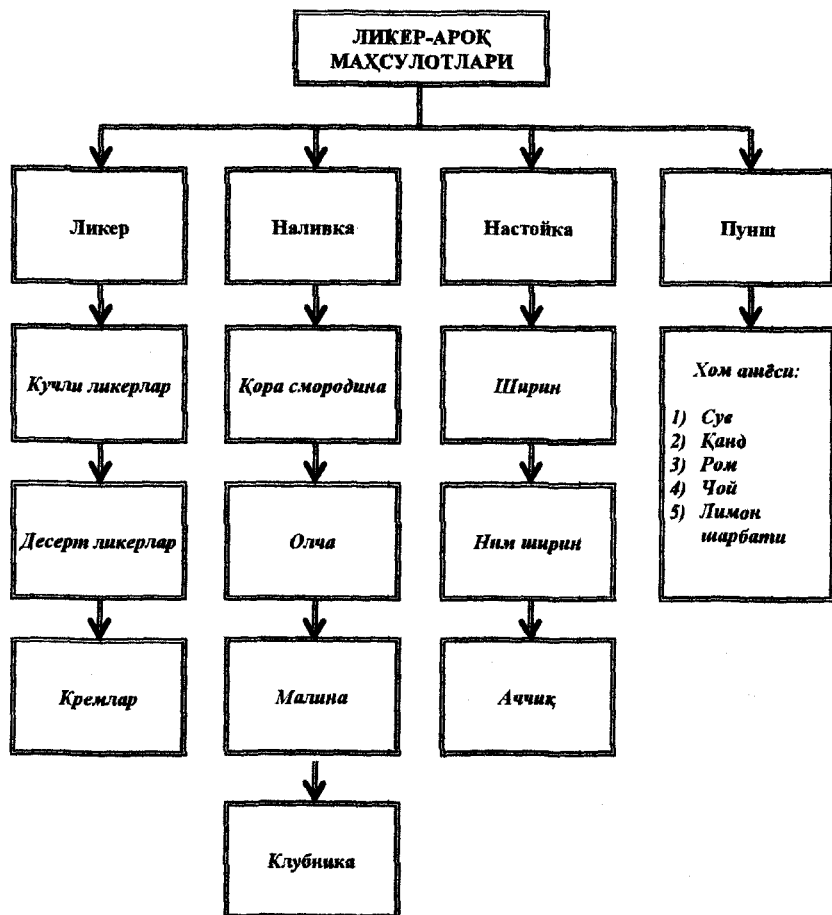 ЛИКЕР-АРОҚ
МАҲСУЛОТЛАРИ
Ликер
Наливка
Настойка
Пунш
Кучли ликерлар
Қора смородина
Ширин
Хом ашёси:
1) Сув
2) Қанд
3) Ром
4) Чой
5) Лимон
шарбати
Десерт ликерлар
Олча
Ним ширин
Кремлар
Малина
Аччиқ
Клубника